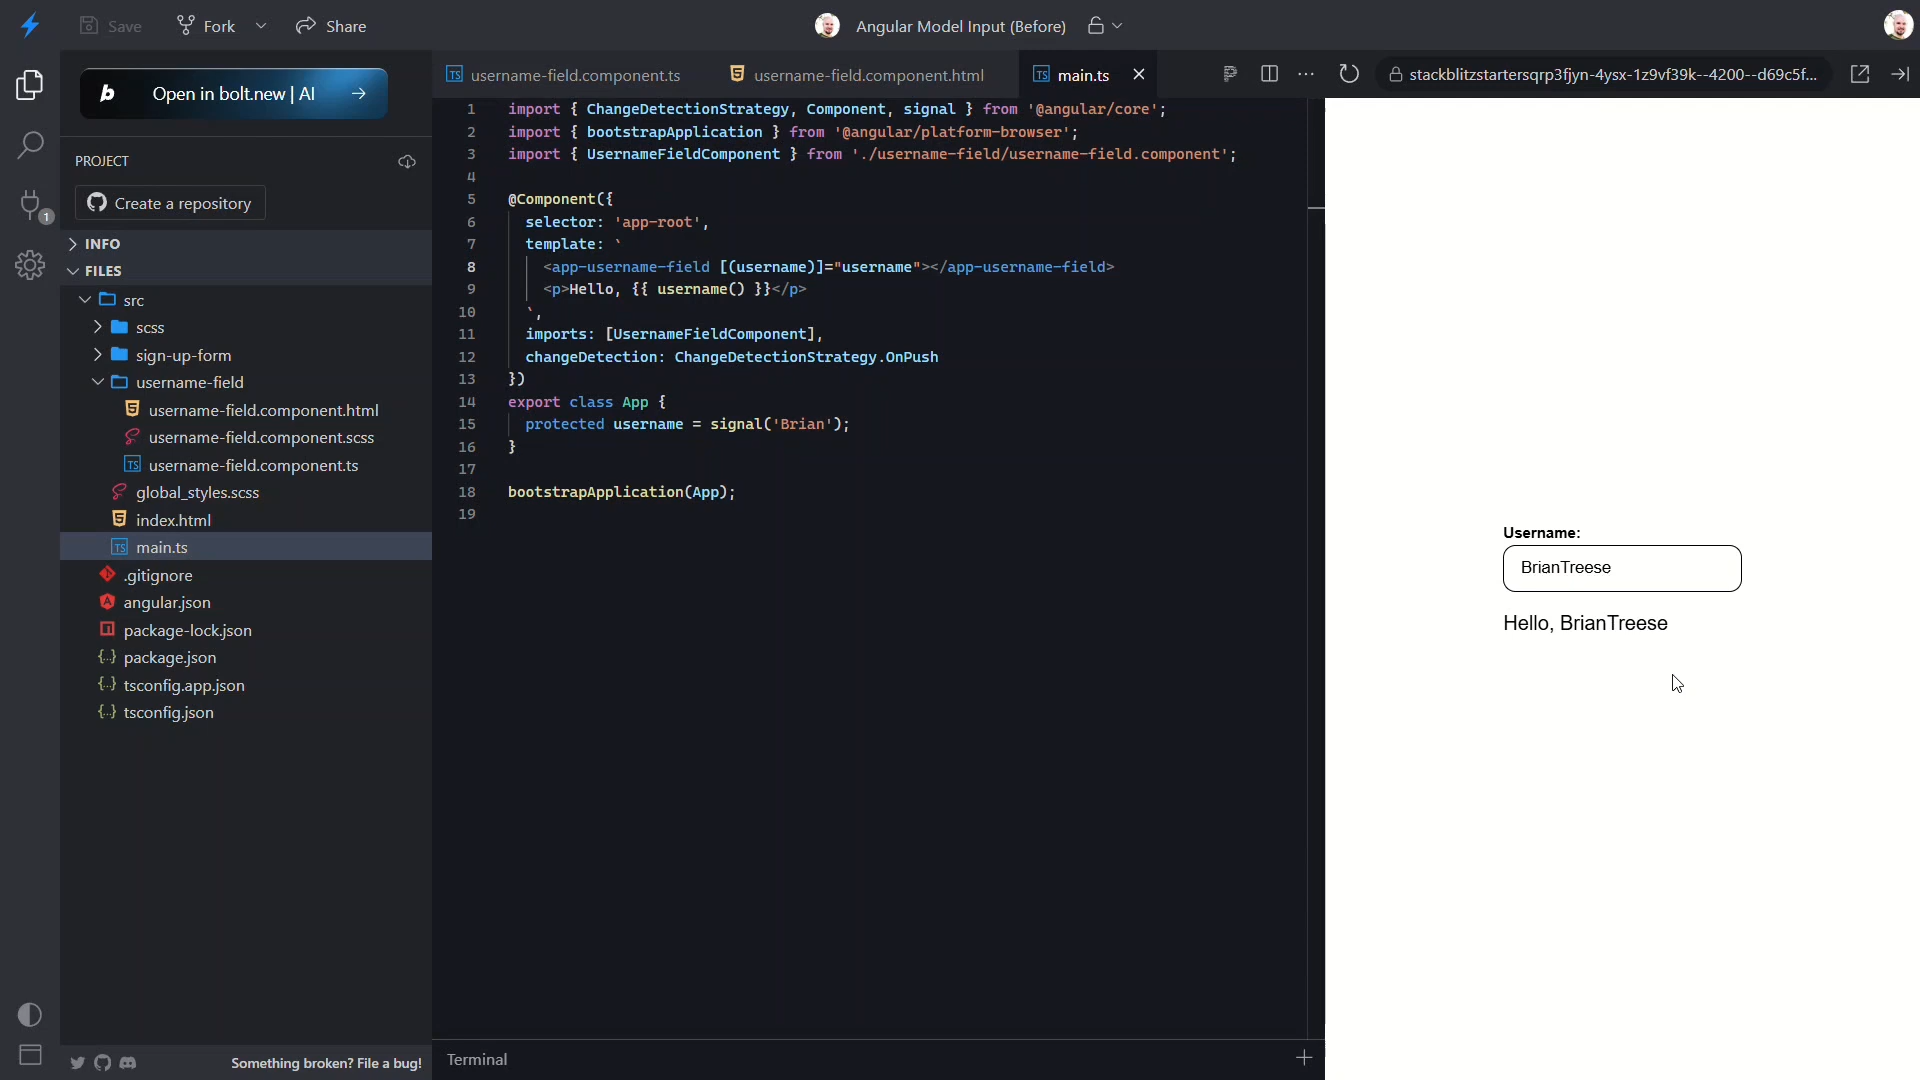 Save
Fork
Share
Angular Model Input (Before)
Open in bolt.new | AI
PROJECT
Create a repository
1
INFO
FILES
src
scss
sign-up-form
username-field
username-field.component.html
username-field.component.scss
username-field.component.ts
global_styles.scss
index.html
main.ts
.gitignore
angular.json
package-lock.json
package.json
tsconfig.app.json
tsconfig.json
Something broken? File a bug!
username-field.component.ts
username-field.component.html
main.ts
1 import { ChangeDetectionStrategy, Component, signal } from '@angular/core';
2 import { bootstrapApplication } from '@angular/platform-browser';
3 import { UsernameFieldComponent } from './username-field/username-field.component';
4
5 @Component({
6 selector: 'app-root',
7 template: `
8 <app-username-field [(username)]="username"></app-username-field>
9 <p>Hello, {{ username() }}</p>
10 `,
11 imports: [UsernameFieldComponent],
12 changeDetection: ChangeDetectionStrategy.OnPush
13 })
14 export class App {
15 protected username = signal('Brian');
16 }
17
18 bootstrapApplication(App);
19
Terminal
stackblitzstartersqrp3fjyn-4ysx-1z9vf39k--4200--d69c5f...
Username:
BrianTreese
Hello, BrianTreese